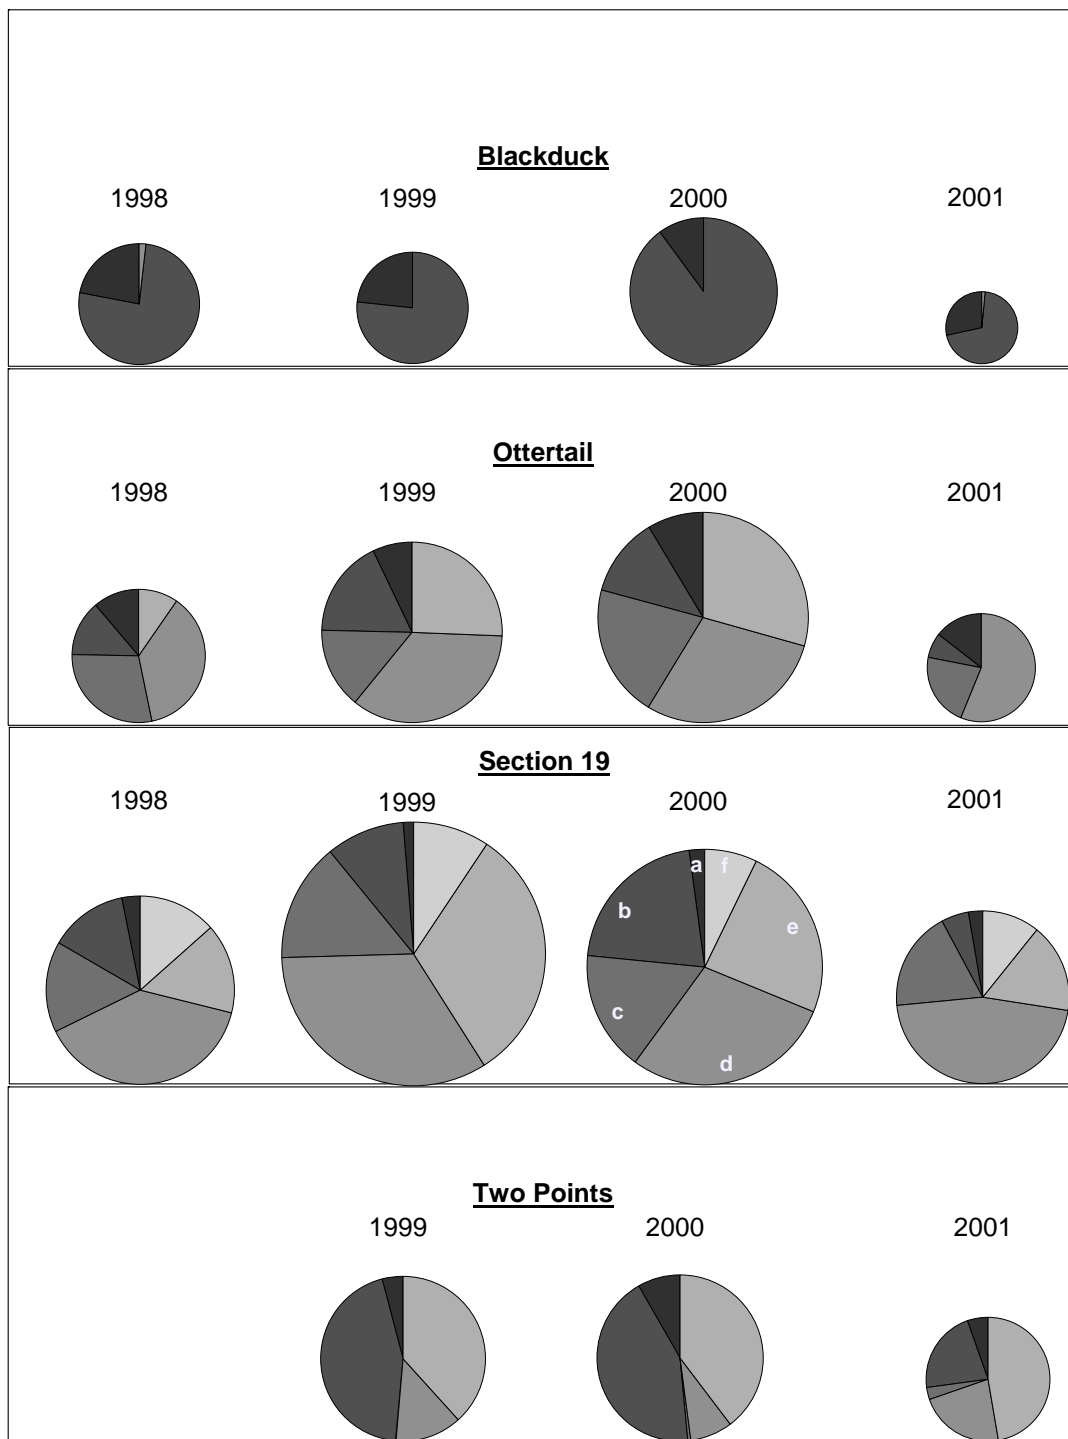 Blackduck
1998 1999 2000 2001
Ottertail
1998 1999 2000 2001
Section 19
1998 1999 2000 2001
a f
b e
c
d
Two Points
1999 2000 2001